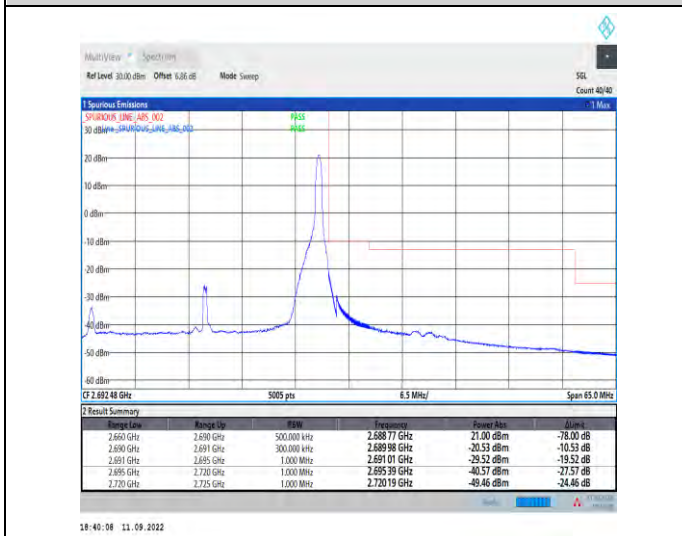 MultiView Spectrum
Ref Level 30.00 dBm Offset 6.86 dB Mode Sweep SGL
Count 40/40
1 Spurious Emissions 1 Max
_SPURIOUS_LINE_ABS_002 PASS
Line _SPURIOUS_LINE_ABS_002 PASS
30 dBm
20 dBm
10 dBm
0 dBm
-10 dBm
-20 dBm
-30 dBm
-40 dBm
-50 dBm
-60 dBm
CF 2.692 48 GHz 5005 pts 6.5 MHz/ Span 65.0 MHz
2 Result Summary
Range Low Range Up RBW Frequency Power Abs ΔLimit
2.660 GHz 2.690 GHz 500.000 kHz 2.688 77 GHz 21.00 dBm -78.00 dB
2.690 GHz 2.691 GHz 300.000 kHz 2.689 98 GHz -20.53 dBm -10.53 dB
2.691 GHz 2.695 GHz 1.000 MHz 2.691 01 GHz -29.52 dBm -19.52 dB
2.695 GHz 2.720 GHz 1.000 MHz 2.695 39 GHz -40.57 dBm -27.57 dB
2.720 GHz 2.725 GHz 1.000 MHz 2.720 19 GHz -49.46 dBm -24.46 dB
18:40:08 11.09.2022